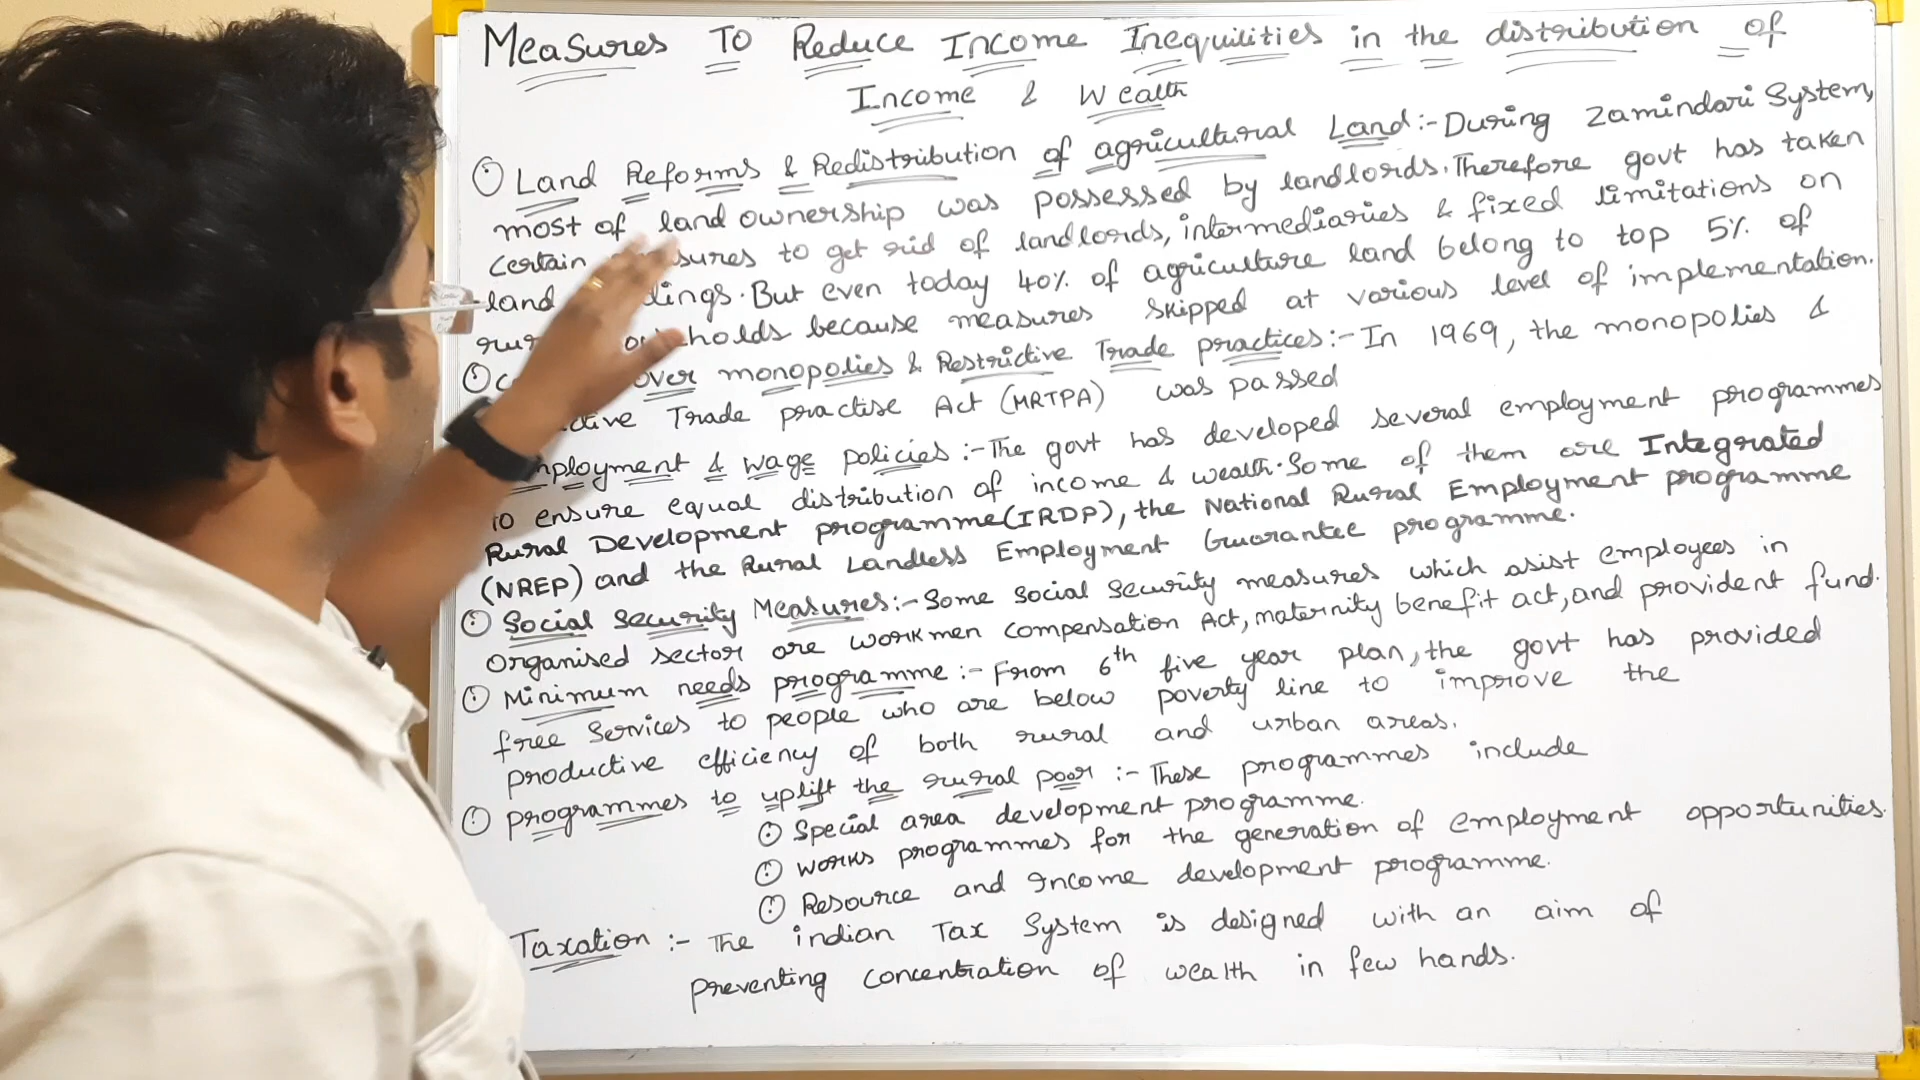 Measures To Reduce Income Inequilities in the distribution of
Income & Wealth
Land Reforms & Redistribution of agricultural Land:- During Zamindari System,
most of land ownership was possessed by landlords. Therefore govt has taken
certain sures to get rid of landlords, intermediaries & fixed limitations on
land dings. But even today 40% of agriculture land belong to top 5% of
rur holds because measures skipped at various level of implementation.
over monopolies & Restrictive Trade practices:- In 1969, the monopolies &
ctive Trade practise Act (MRTPA) was passed
mployment & wage policies:- The govt has developed several employment programmes
to ensure equal distribution of income & wealth. Some of them are Integrated
Rural Development programme(IRDP), the National Rural Employment programme
(NREP) and the Rural Landless Employment Guarantee programme.
Social Security Measures:- Some Social Security measures which asist employees in
organised sector are workmen compensation Act, maternity benefit act, and provident fund.
Minimum needs programme:- From 6th five year plan, the govt has provided
free services to people who are below poverty line to improve the
productive efficiency of both rural and urban areas.
programmes to uplift the rural poor:- These programmes include
Special area development programme.
works programmes for the generation of employment opportunities.
Resource and Income development programme.
Taxation:- The indian Tax System is designed with an aim of
preventing concentration of wealth in few hands.